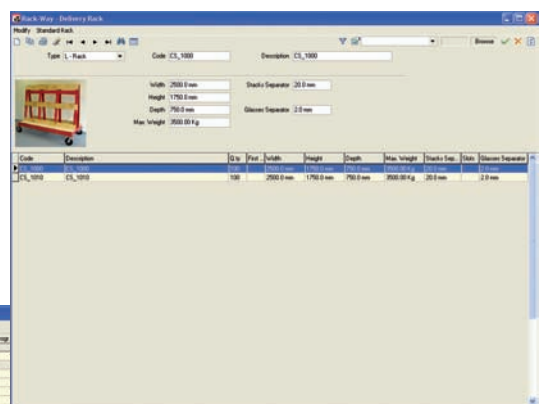 Rack-Way - Delivery Rack
Modify Standard Rack
Browse
Type L - Rack Code CS_1000 Description CS_1000
Width 2500.0 mm Stacks Separator 20.0 mm
Height 1750.0 mm Glasses Separator 2.0 mm
Depth 750.0 mm
Max. Weight 3500.00 Kg
Code Description Q.ty First .. Width Height Depth Max. Weight Stacks Sep... Slots Glasses Separator
CS_1000 CS_1000 100 2500.0 mm 1750.0 mm 750.0 mm 3500.00 Kg 20.0 mm 2.0 mm
CS_1010 CS_1010 100 2500.0 mm 1750.0 mm 750.0 mm 3500.00 Kg 20.0 mm 2.0 mm